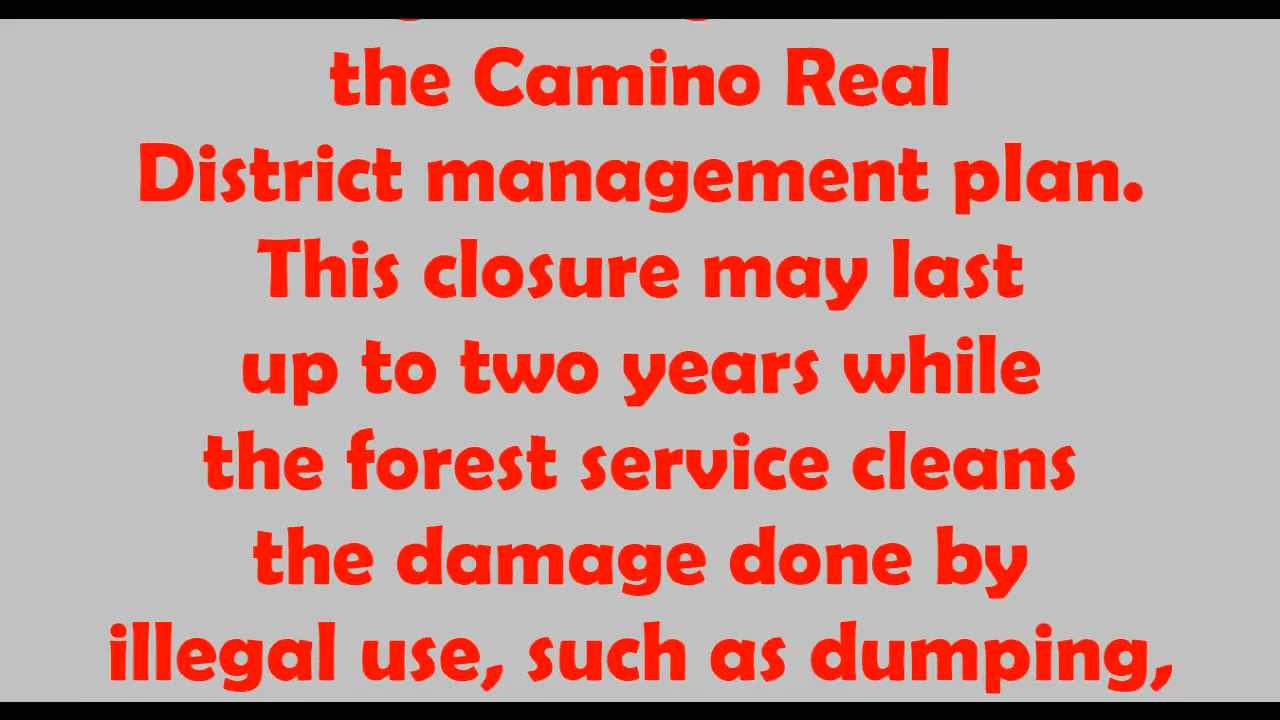 the Camino Real
District management plan.
This closure may last
up to two years while
the forest service cleans
the damage done by
illegal use, such as dumping,